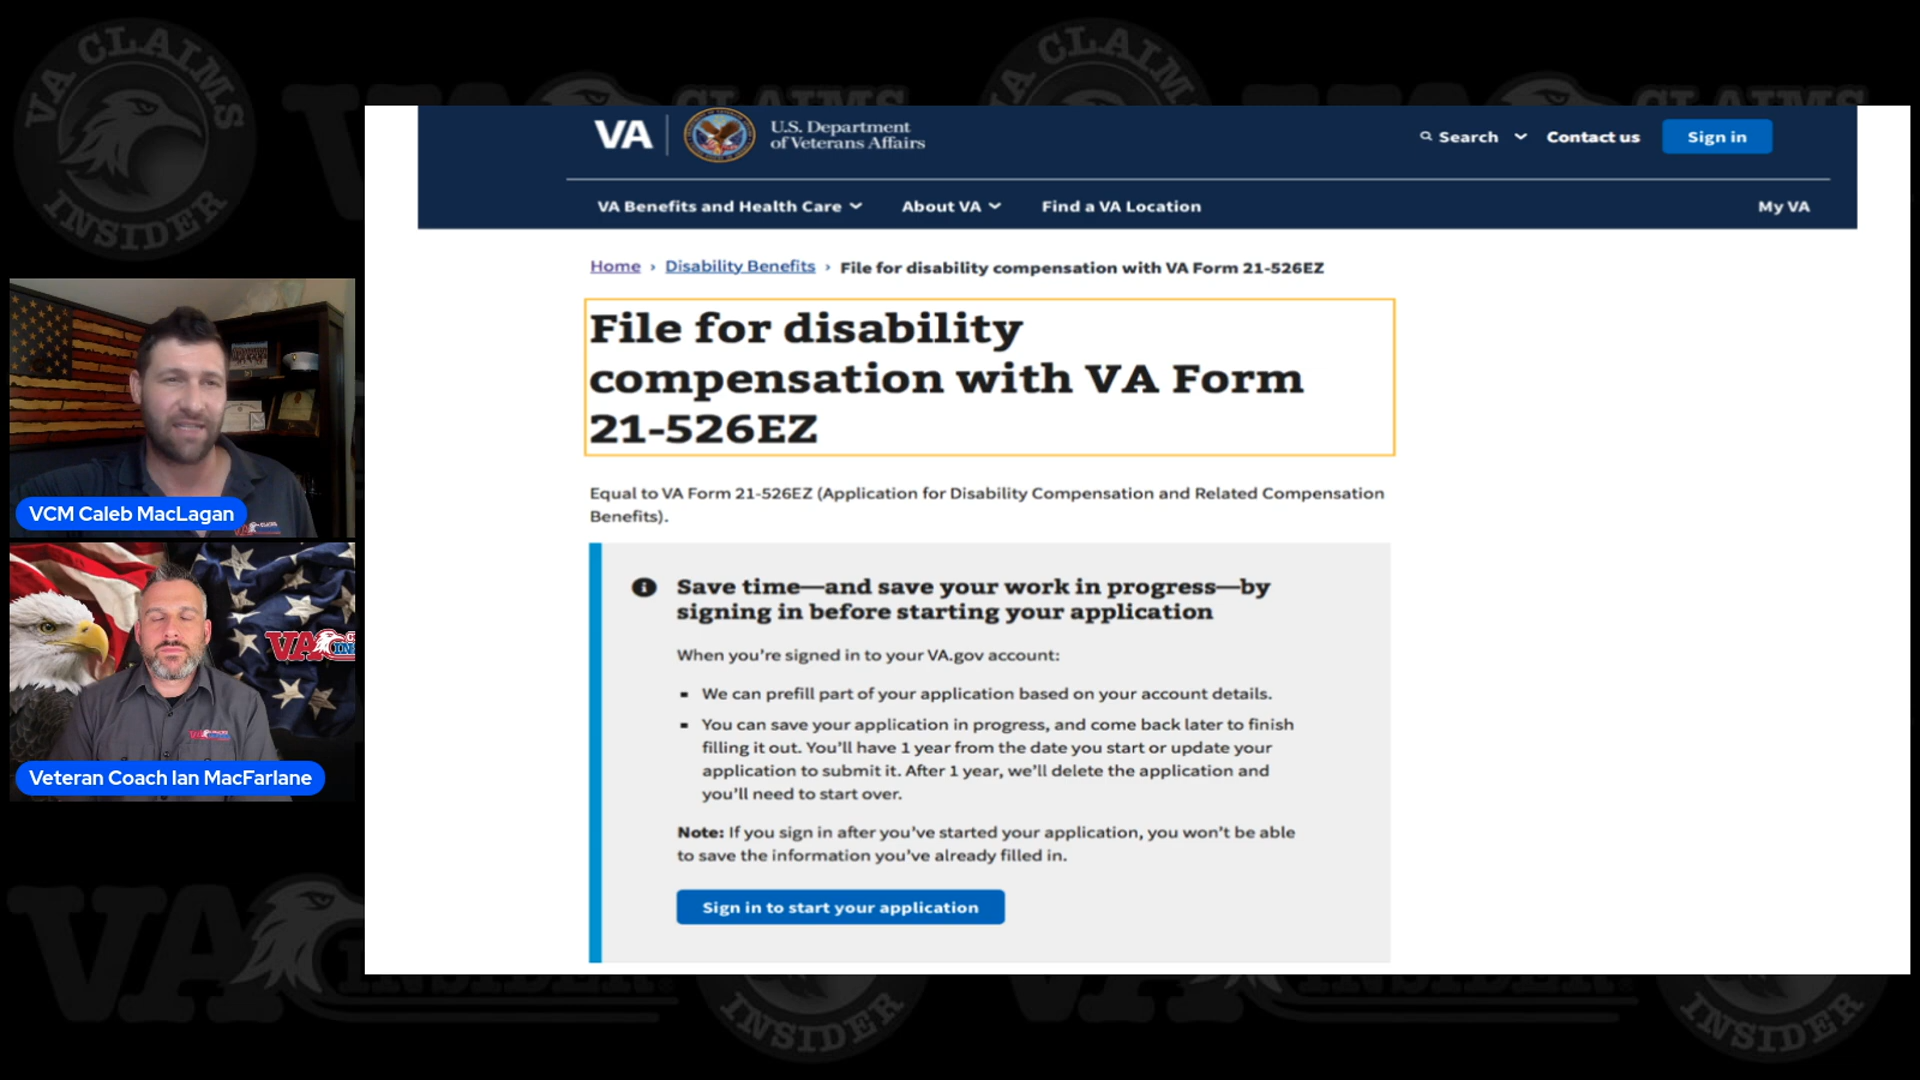 VA CLAIMS
INSIDER
VA
U.S. Department
of Veterans Affairs
Search
Contact us
Sign in
VA Benefits and Health Care
About VA
Find a VA Location
My VA
Home › Disability Benefits › File for disability compensation with VA Form 21-526EZ
File for disability
compensation with VA Form
21-526EZ
Equal to VA Form 21-526EZ (Application for Disability Compensation and Related Compensation
Benefits).
Save time—and save your work in progress—by
signing in before starting your application
When you’re signed in to your VA.gov account:
▪ We can prefill part of your application based on your account details.
▪ You can save your application in progress, and come back later to finish
filling it out. You’ll have 1 year from the date you start or update your
application to submit it. After 1 year, we’ll delete the application and
you’ll need to start over.
Note: If you sign in after you’ve started your application, you won’t be able
to save the information you’ve already filled in.
Sign in to start your application
VCM Caleb MacLagan
VA
Veteran Coach Ian MacFarlane
VA
INSIDER
INSIDER
INSIDER